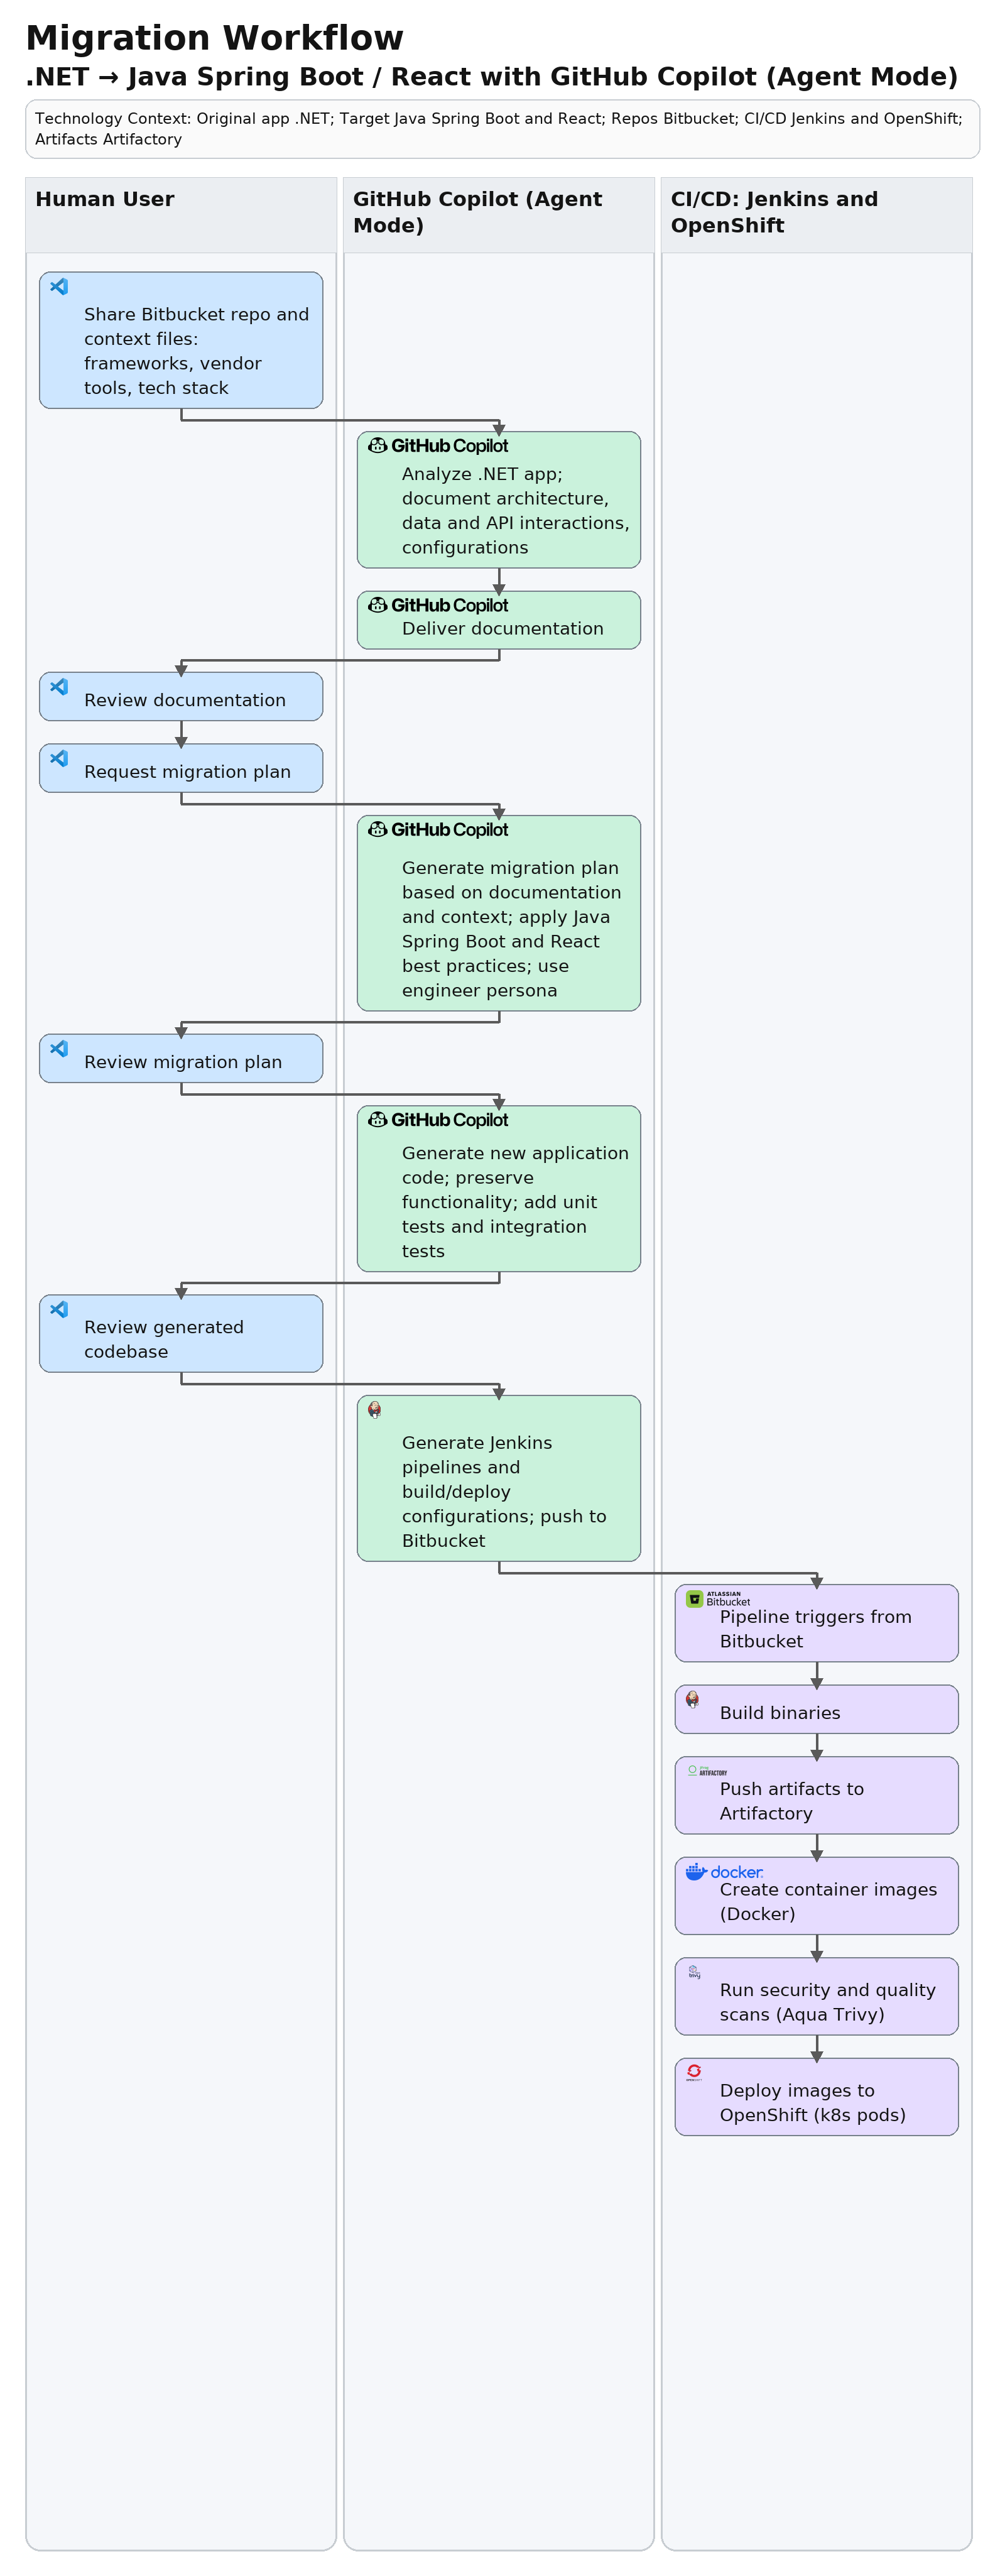 Migration Workflow
.NET → Java Spring Boot / React with GitHub Copilot (Agent Mode)
Technology Context: Original app .NET; Target Java Spring Boot and React; Repos Bitbucket; CI/CD Jenkins and OpenShift;
Artifacts Artifactory
Human User
GitHub Copilot (Agent
Mode)
CI/CD: Jenkins and
OpenShift
Share Bitbucket repo and
context files:
frameworks, vendor
tools, tech stack
GitHub Copilot
Analyze .NET app;
document architecture,
data and API interactions,
configurations
GitHub Copilot
Deliver documentation
Review documentation
Request migration plan
GitHub Copilot
Generate migration plan
based on documentation
and context; apply Java
Spring Boot and React
best practices; use
engineer persona
Review migration plan
GitHub Copilot
Generate new application
code; preserve
functionality; add unit
tests and integration
tests
Review generated
codebase
Generate Jenkins
pipelines and
build/deploy
configurations; push to
Bitbucket
ATLASSIAN
Bitbucket
Pipeline triggers from
Bitbucket
Build binaries
ARTIFACTORY
Push artifacts to
Artifactory
docker
Create container images
(Docker)
trivy
Run security and quality
scans (Aqua Trivy)
Deploy images to
OpenShift (k8s pods)